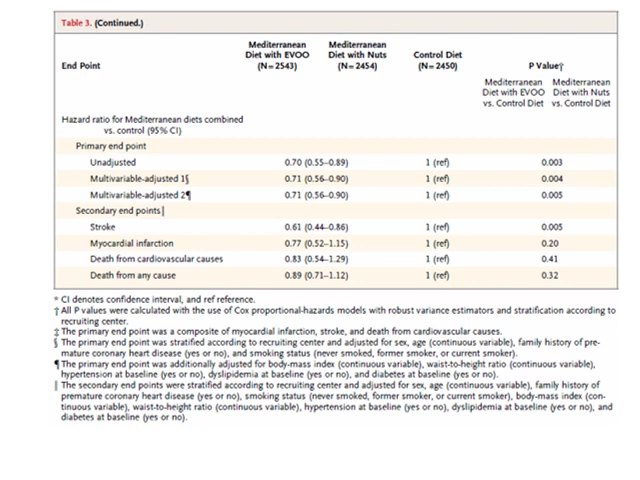 Table 3. (Continued.)
End Point
Mediterranean Diet with EVOO (N=2543)
Mediterranean Diet with Nuts (N=2454)
Control Diet (N=2450)
P Value†
Mediterranean Diet with EVOO vs. Control Diet
Mediterranean Diet with Nuts vs. Control Diet
Hazard ratio for Mediterranean diets combined
vs. control (95% CI)
Primary end point
Unadjusted 0.70 (0.55–0.89) 1 (ref) 0.003
Multivariable-adjusted 1§ 0.71 (0.56–0.90) 1 (ref) 0.004
Multivariable-adjusted 2¶ 0.71 (0.56–0.90) 1 (ref) 0.005
Secondary end points‖
Stroke 0.61 (0.44–0.86) 1 (ref) 0.005
Myocardial infarction 0.77 (0.52–1.15) 1 (ref) 0.20
Death from cardiovascular causes 0.83 (0.54–1.29) 1 (ref) 0.41
Death from any cause 0.89 (0.71–1.12) 1 (ref) 0.32
* CI denotes confidence interval, and ref reference.
† All P values were calculated with the use of Cox proportional-hazards models with robust variance estimators and stratification according to
recruiting center.
‡ The primary end point was a composite of myocardial infarction, stroke, and death from cardiovascular causes.
§ The primary end point was stratified according to recruiting center and adjusted for sex, age (continuous variable), family history of pre-
mature coronary heart disease (yes or no), and smoking status (never smoked, former smoker, or current smoker).
¶ The primary end point was additionally adjusted for body-mass index (continuous variable), waist-to-height ratio (continuous variable),
hypertension at baseline (yes or no), dyslipidemia at baseline (yes or no), and diabetes at baseline (yes or no).
‖ The secondary end points were stratified according to recruiting center and adjusted for sex, age (continuous variable), family history of
premature coronary heart disease (yes or no), smoking status (never smoked, former smoker, or current smoker), body-mass index (con-
tinuous variable), waist-to-height ratio (continuous variable), hypertension at baseline (yes or no), dyslipidemia at baseline (yes or no), and
diabetes at baseline (yes or no).